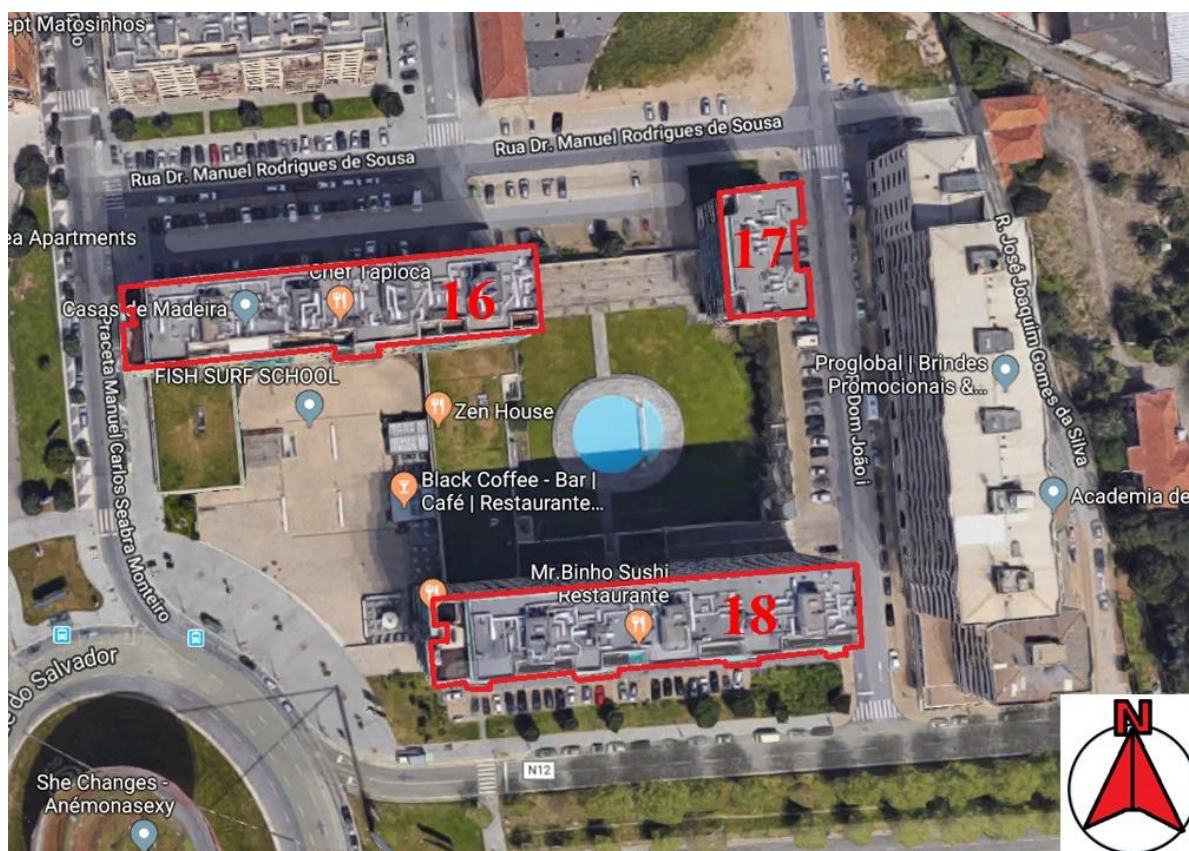 ept Matosinhos
Rua Dr. Manuel Rodrigues de Sousa
Rua Dr. Manuel Rodrigues de Sousa
ea Apartments
17
Chef Tapioca
Casas de Madeira
16
Praceta Manuel Carlos Seabra Monteiro
FISH SURF SCHOOL
Zen House
Proglobal | Brindes
Promocionais &...
R. José Joaquim Gomes da Silva
Dom João i
Black Coffee - Bar |
Café | Restaurante...
Academia de
Mr.Binho Sushi
Restaurante
18
do Salvador
N12
She Changes -
Anémonasexy
N